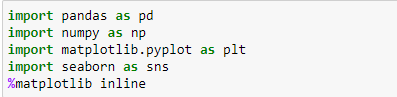 import pandas as pd
import numpy as np
import matplotlib.pyplot as plt
import seaborn as sns
%matplotlib inline